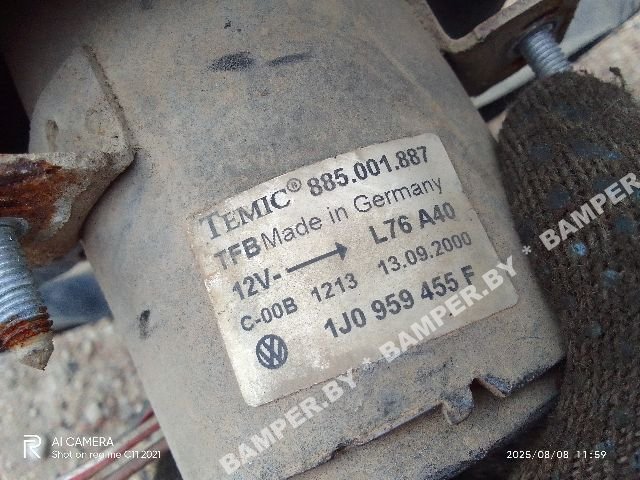 TEMIC® 885.001.887
TFB Made in Germany
12V- L76 A40
C-00B 1213 13.09.2000
1J0 959 455 F
BAMPER.BY * BAMPER.BY * BAMPER.BY
AI CAMERA
Shot on realme C11 2021
2025/08/08 11:59